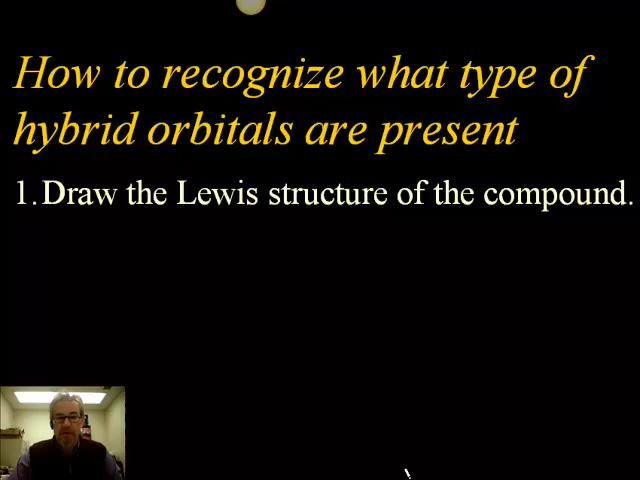 How to recognize what type of
hybrid orbitals are present
1. Draw the Lewis structure of the compound.